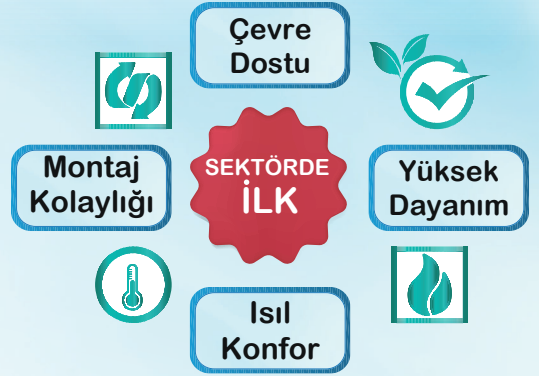 Çevre
Dostu
Montaj
Kolaylığı
SEKTÖRDE
İLK
Yüksek
Dayanım
Isıl
Konfor